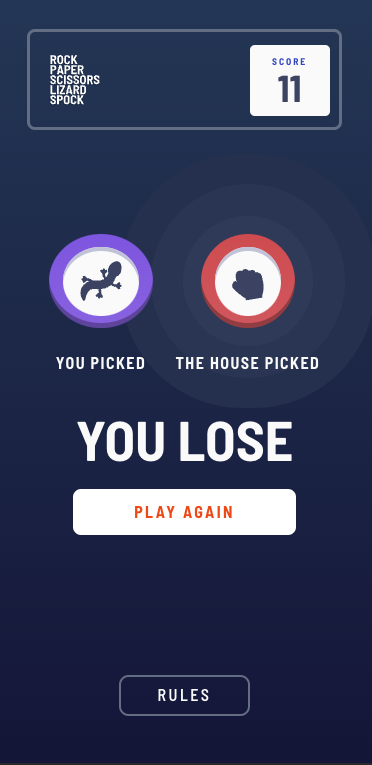 ROCK
PAPER
SCISSORS
LIZARD
SPOCK
SCORE
11
YOU PICKED
THE HOUSE PICKED
YOU LOSE
PLAY AGAIN
RULES